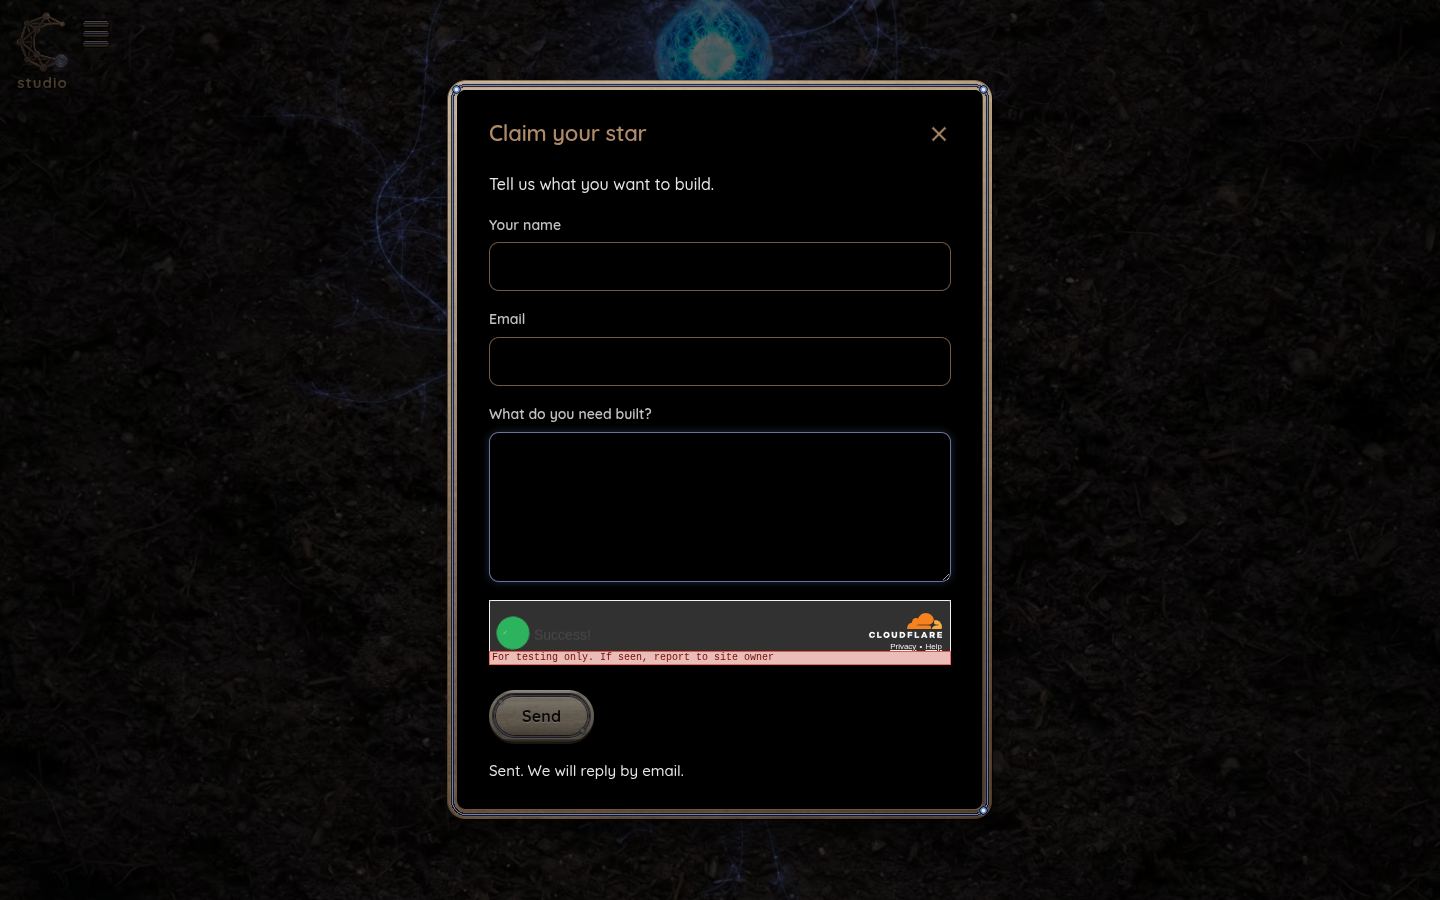 studio
Claim your star
Tell us what you want to build.
Your name
Email
What do you need built?
Success!
CLOUDFLARE
Privacy • Help
For testing only. If seen, report to site owner
Send
Sent. We will reply by email.